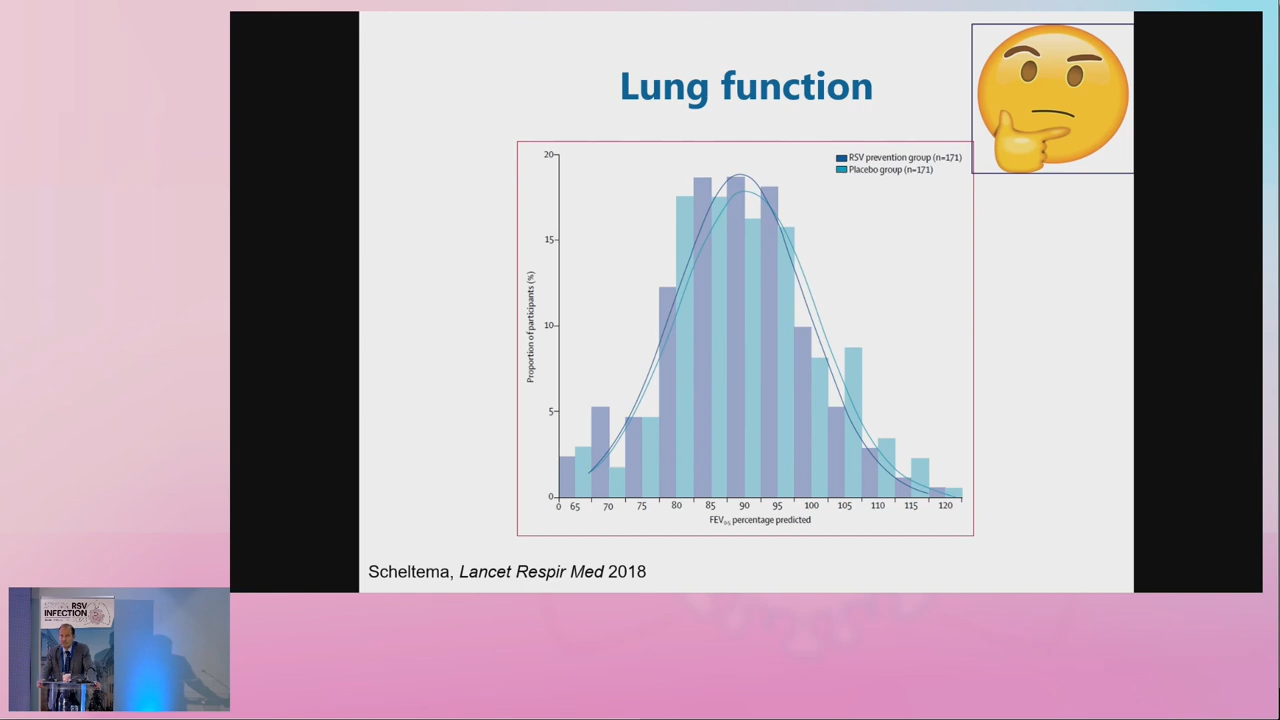 Lung function
RSV prevention group (n=171)
Placebo group (n=171)
20
15
10
5
0
Proportion of participants (%)
0 65 70 75 80 85 90 95 100 105 110 115 120
FEV₀.₅ percentage predicted
Scheltema, Lancet Respir Med 2018
RSV
INFECTION